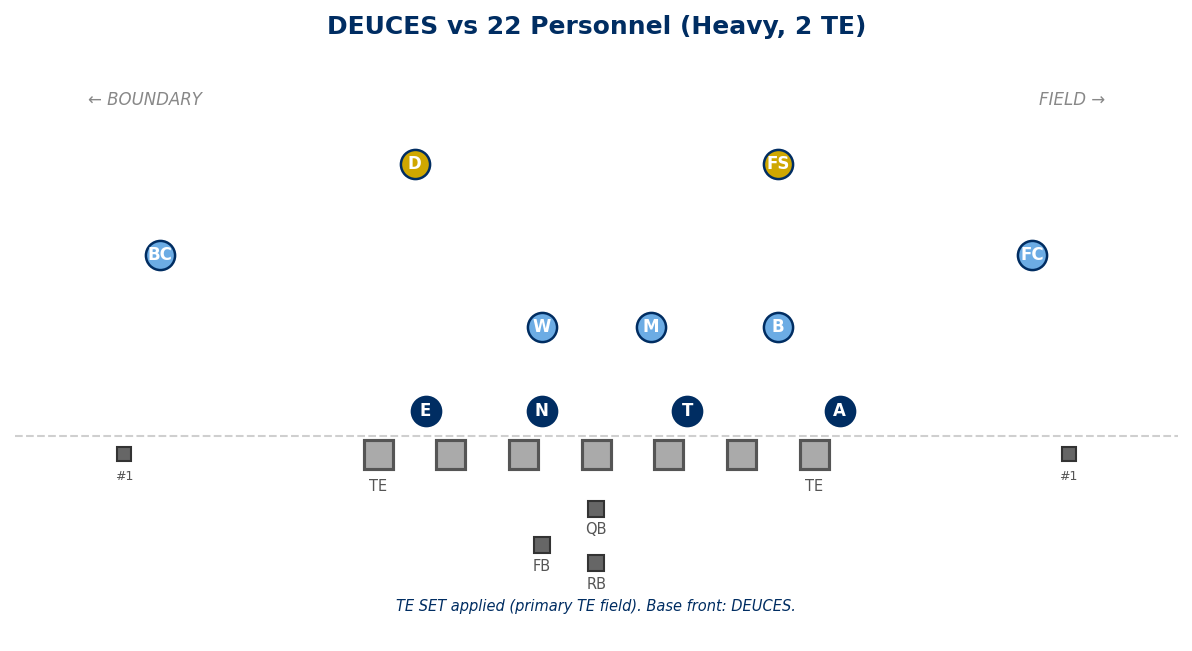 DEUCES vs 22 Personnel (Heavy, 2 TE)
← BOUNDARY
FIELD →
D
FS
BC
FC
W
M
B
E
N
T
A
#1
TE
TE
#1
QB
FB
RB
TE SET applied (primary TE field). Base front: DEUCES.